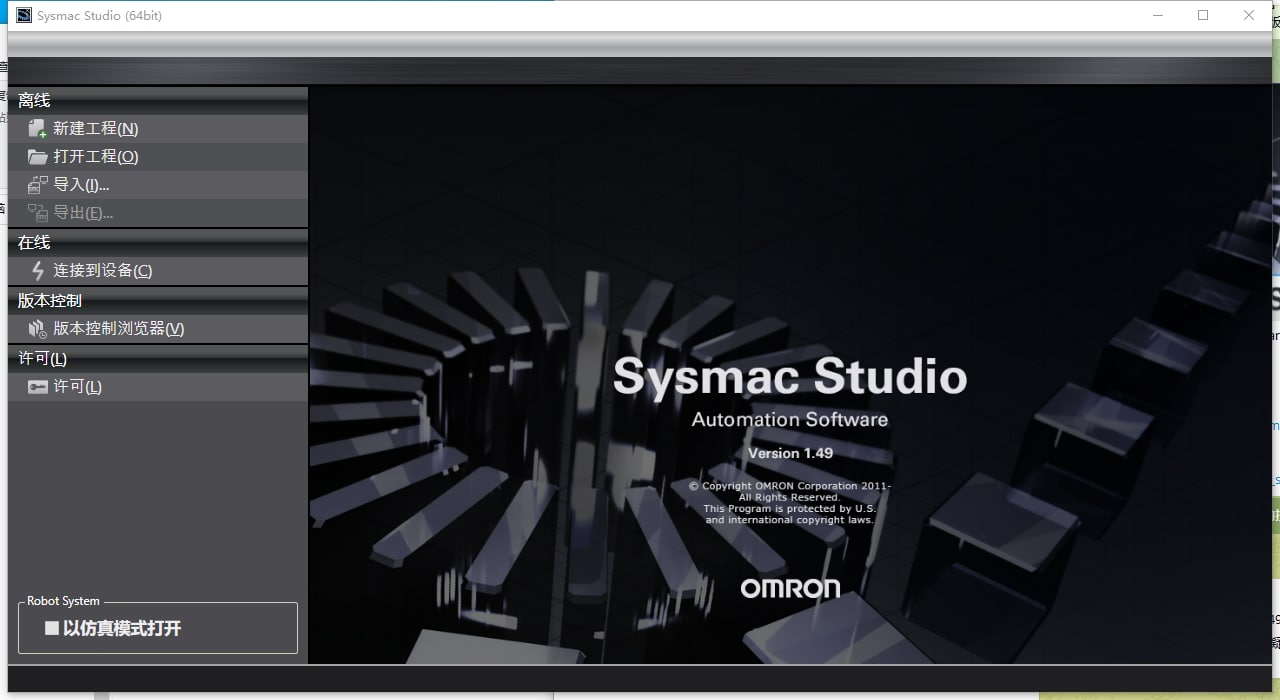 Sysmac Studio (64bit)
离线
新建工程(N)
打开工程(O)
导入(I)...
导出(E)...
在线
连接到设备(C)
版本控制
版本控制浏览器(V)
许可(L)
许可(L)
Robot System
以仿真模式打开
Sysmac Studio
Automation Software
Version 1.49
© Copyright OMRON Corporation 2011-
All Rights Reserved.
This Program is protected by U.S.
and international copyright laws.
OMRON